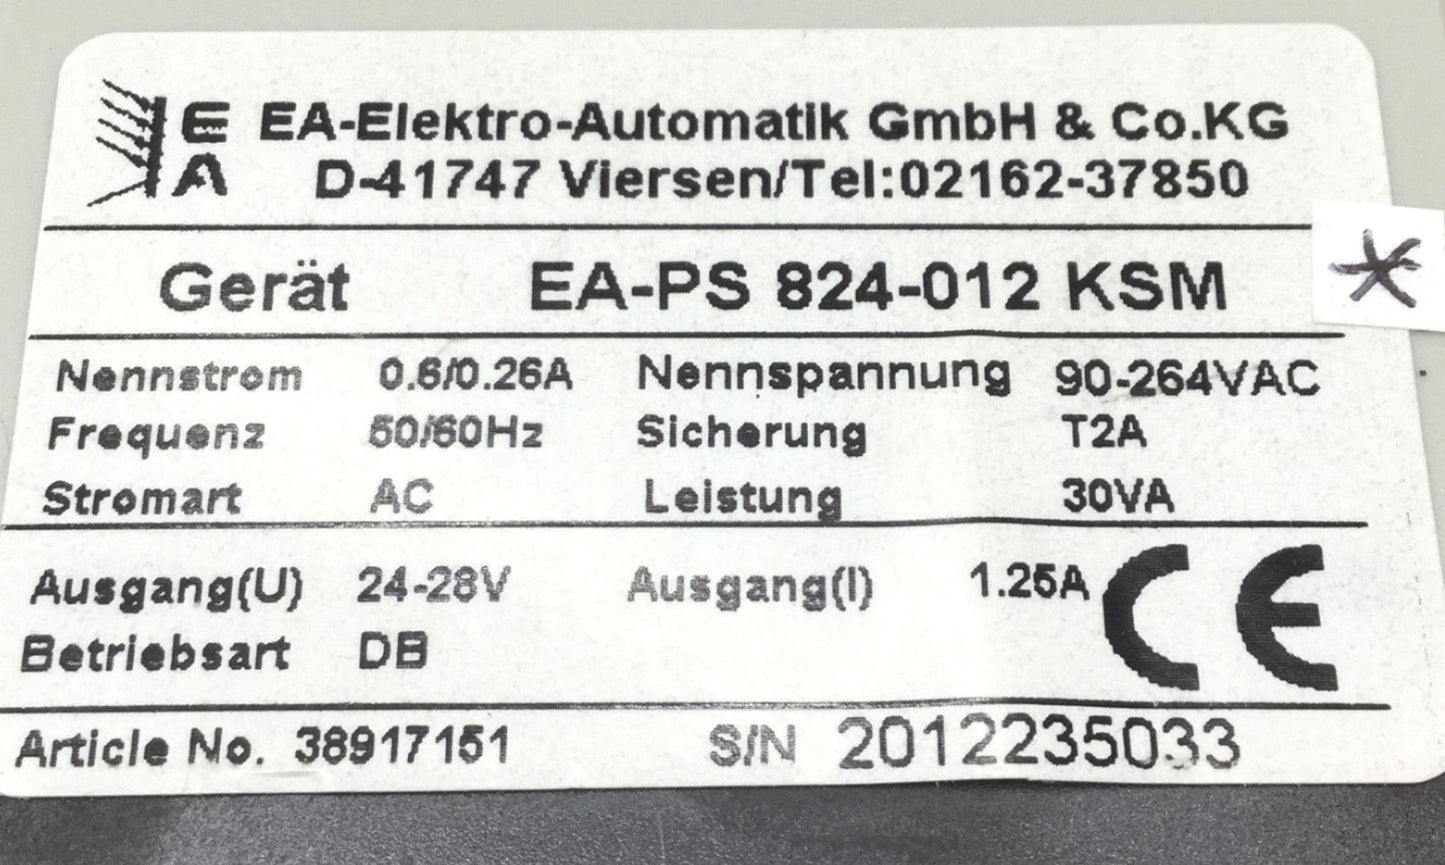 EA EA-Elektro-Automatik GmbH & Co.KG
D-41747 Viersen/Tel:02162-37850
Gerät EA-PS 824-012 KSM
Nennstrom 0.6/0.26A Nennspannung 90-264VAC
Frequenz 50/60Hz Sicherung T2A
Stromart AC Leistung 30VA
Ausgang(U) 24-28V Ausgang(I) 1.25A CE
Betriebsart DB
Article No. 38917151 S/N 2012235033